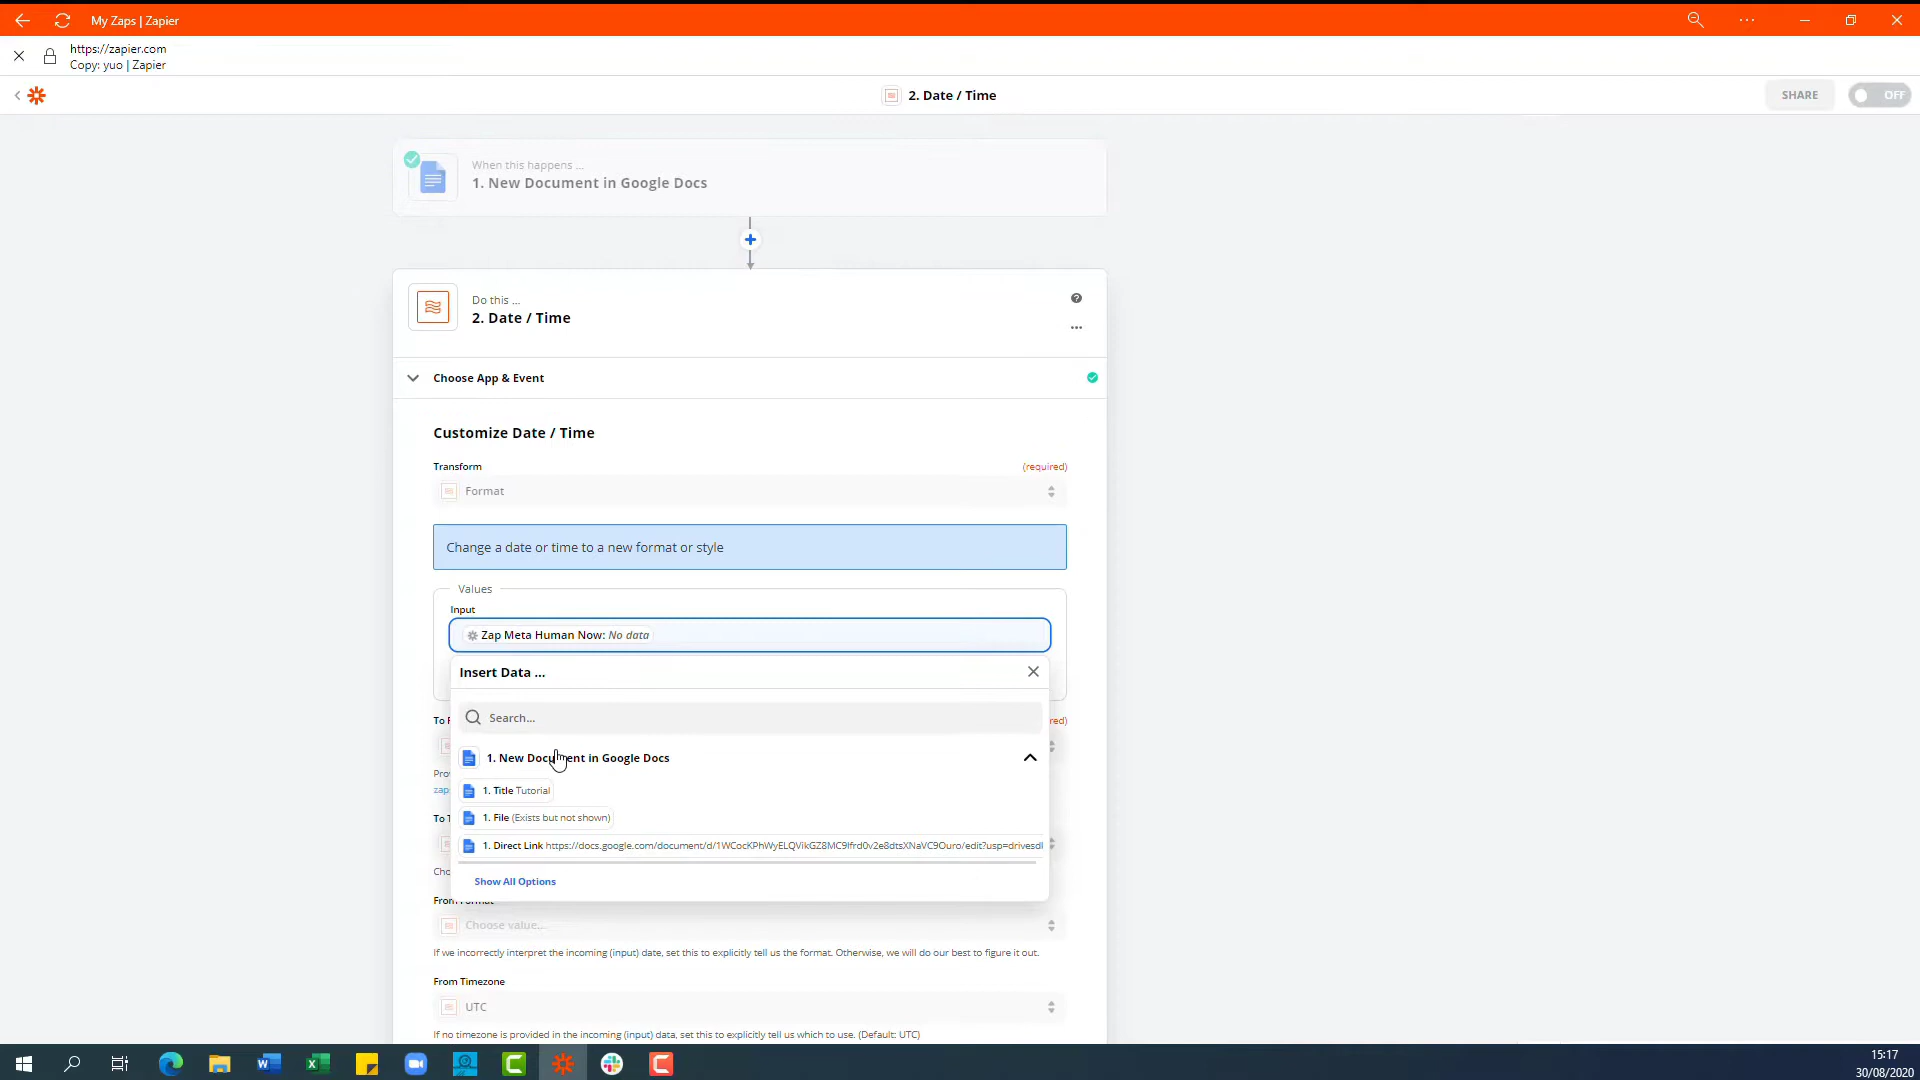 My Zaps | Zapier
https://zapier.com
Copy: yuo | Zapier
2. Date / Time
SHARE
OFF
When this happens ...
1. New Document in Google Docs
Do this ...
2. Date / Time
Choose App & Event
Customize Date / Time
Transform
(required)
Format
Change a date or time to a new format or style
Values
Input
Zap Meta Human Now: No data
Insert Data ...
Search...
1. New Document in Google Docs
1. Title Tutorial
1. File (Exists but not shown)
1. Direct Link https://docs.google.com/document/d/1WCocKPhWyELQVikGZ8MC9lfrd0v2e8dtsXNaVC9Ouro/edit?usp=drivesdl
Show All Options
Choose value...
If we incorrectly interpret the incoming (input) date, set this to explicitly tell us the format. Otherwise, we will do our best to figure it out.
From Timezone
UTC
If no timezone is provided in the incoming (input) data, set this to explicitly tell us which to use. (Default: UTC)
15:17
30/08/2020